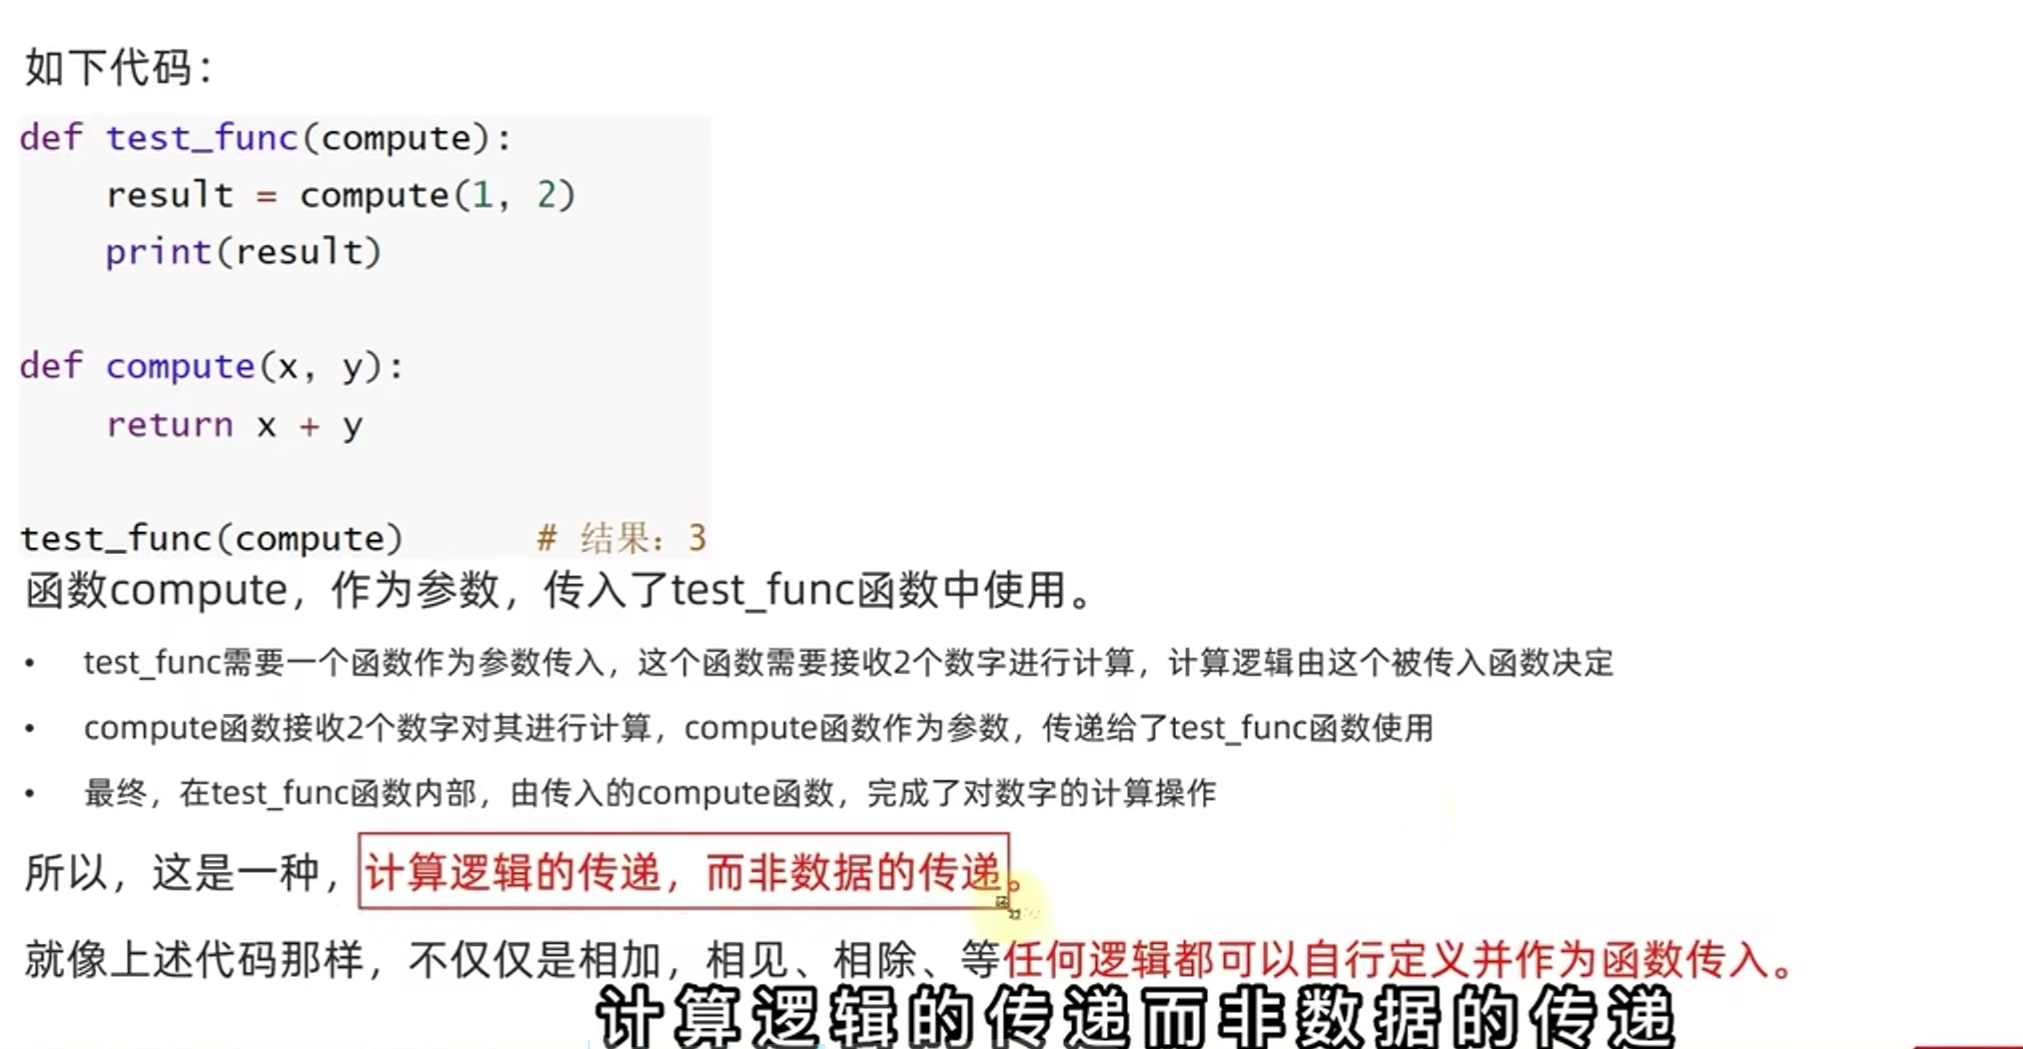 如下代码：
def test_func(compute):
    result = compute(1, 2)
    print(result)
def compute(x, y):
    return x + y
test_func(compute)      # 结果：3
函数compute，作为参数，传入了test_func函数中使用。
• test_func需要一个函数作为参数传入，这个函数需要接收2个数字进行计算，计算逻辑由这个被传入函数决定
• compute函数接收2个数字对其进行计算，compute函数作为参数，传递给了test_func函数使用
• 最终，在test_func函数内部，由传入的compute函数，完成了对数字的计算操作
所以，这是一种，计算逻辑的传递，而非数据的传递。
就像上述代码那样，不仅仅是相加，相见、相除、等任何逻辑都可以自行定义并作为函数传入。
计算逻辑的传递而非数据的传递